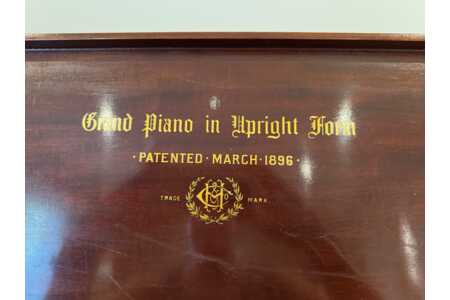 Grand Piano in Upright Form
· PATENTED · MARCH · 1896 ·
TRADE MARK